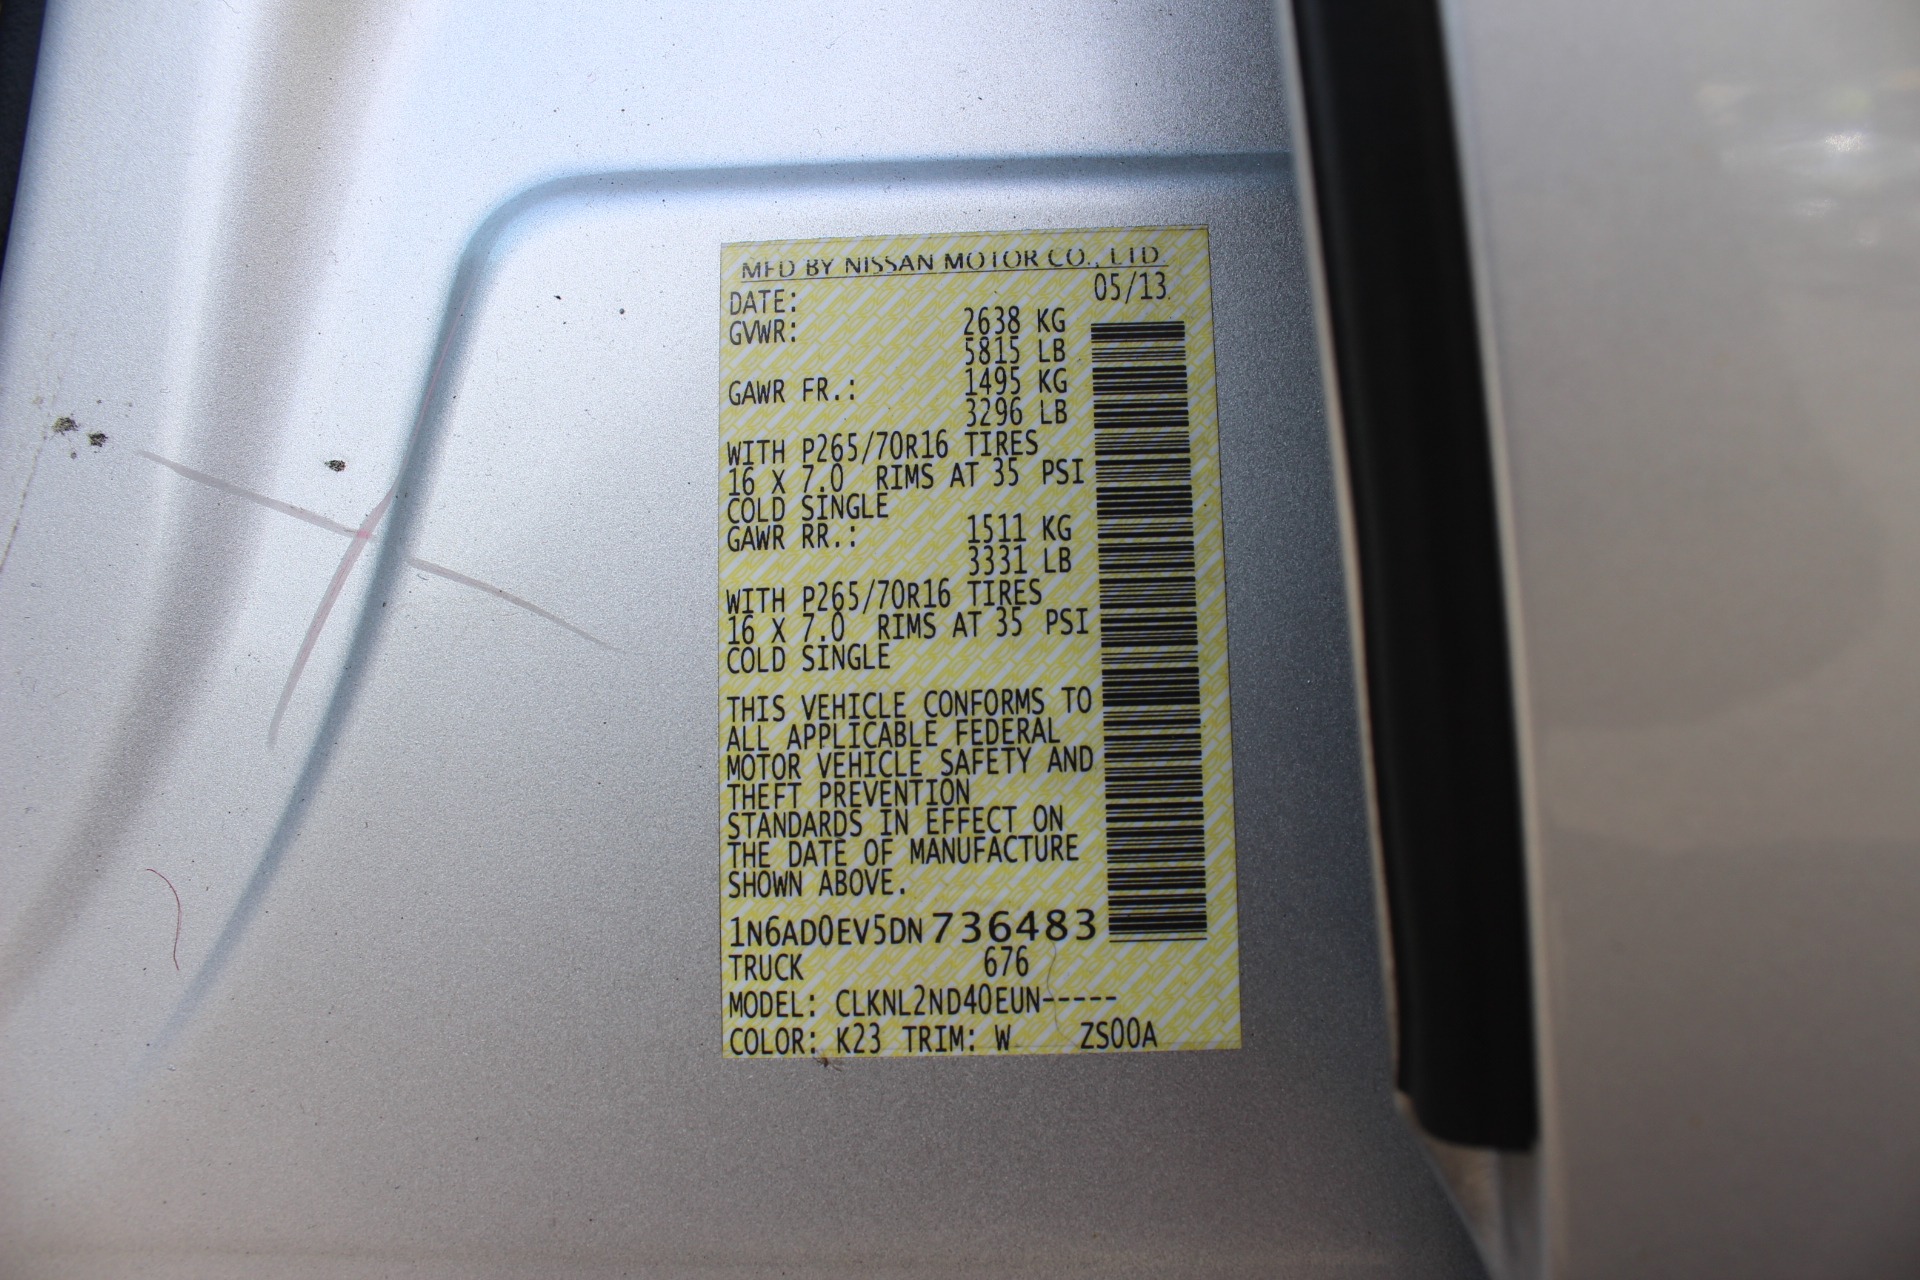 MFD BY NISSAN MOTOR CO., LTD.
DATE: 05/13
GVWR: 2638 KG
5815 LB
GAWR FR.: 1495 KG
3296 LB
WITH P265/70R16 TIRES
16 X 7.0 RIMS AT 35 PSI
COLD SINGLE
GAWR RR.: 1511 KG
3331 LB
WITH P265/70R16 TIRES
16 X 7.0 RIMS AT 35 PSI
COLD SINGLE
THIS VEHICLE CONFORMS TO
ALL APPLICABLE FEDERAL
MOTOR VEHICLE SAFETY AND
THEFT PREVENTION
STANDARDS IN EFFECT ON
THE DATE OF MANUFACTURE
SHOWN ABOVE.
1N6AD0EV5DN736483
TRUCK 676
MODEL: CLKNL2ND40EUN-----
COLOR: K23 TRIM: W ZS00A